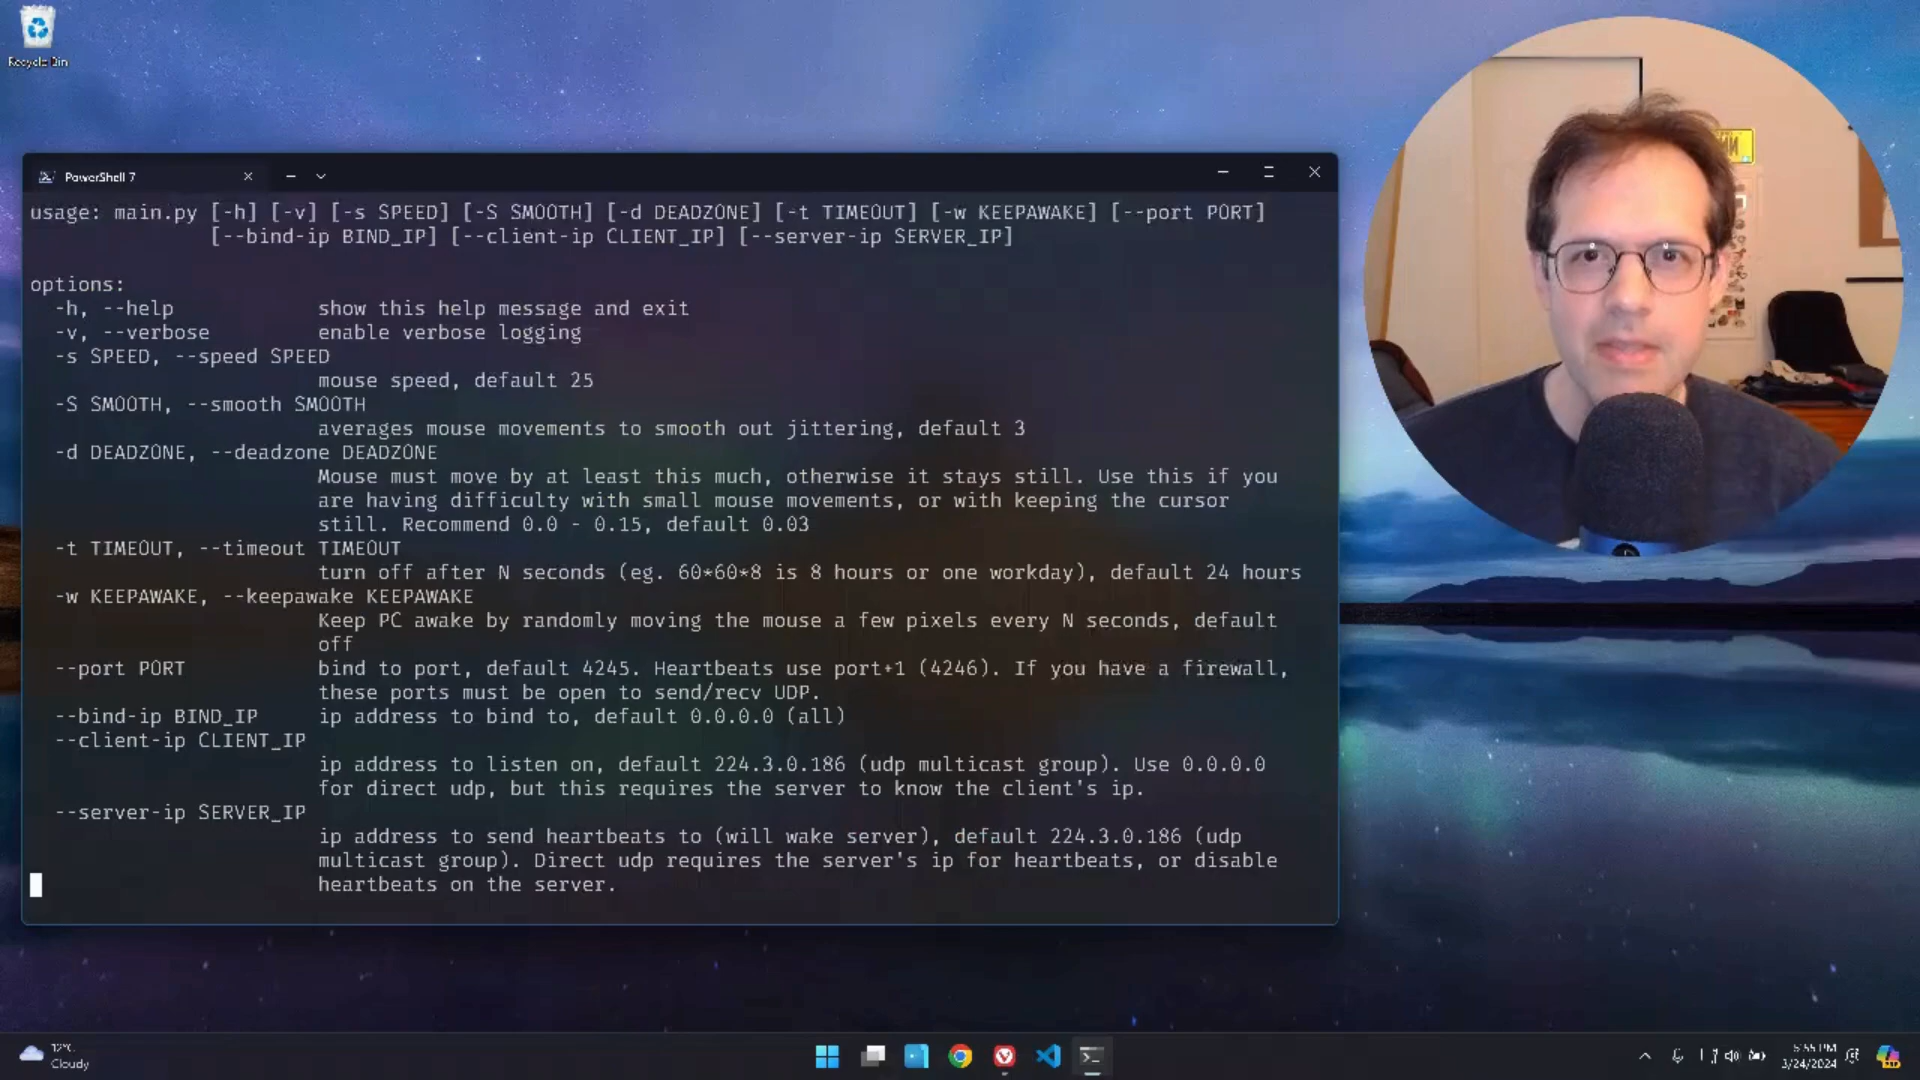 Recycle Bin
PowerShell 7
usage: main.py [-h] [-v] [-s SPEED] [-S SMOOTH] [-d DEADZONE] [-t TIMEOUT] [-w KEEPAWAKE] [--port PORT]
[--bind-ip BIND_IP] [--client-ip CLIENT_IP] [--server-ip SERVER_IP]
options:
-h, --help show this help message and exit
-v, --verbose enable verbose logging
-s SPEED, --speed SPEED
mouse speed, default 25
-S SMOOTH, --smooth SMOOTH
averages mouse movements to smooth out jittering, default 3
-d DEADZONE, --deadzone DEADZONE
Mouse must move by at least this much, otherwise it stays still. Use this if you
are having difficulty with small mouse movements, or with keeping the cursor
still. Recommend 0.0 - 0.15, default 0.03
-t TIMEOUT, --timeout TIMEOUT
turn off after N seconds (eg. 60*60*8 is 8 hours or one workday), default 24 hours
-w KEEPAWAKE, --keepawake KEEPAWAKE
Keep PC awake by randomly moving the mouse a few pixels every N seconds, default
off
--port PORT bind to port, default 4245. Heartbeats use port+1 (4246). If you have a firewall,
these ports must be open to send/recv UDP.
--bind-ip BIND_IP ip address to bind to, default 0.0.0.0 (all)
--client-ip CLIENT_IP
ip address to listen on, default 224.3.0.186 (udp multicast group). Use 0.0.0.0
for direct udp, but this requires the server to know the client's ip.
--server-ip SERVER_IP
ip address to send heartbeats to (will wake server), default 224.3.0.186 (udp
multicast group). Direct udp requires the server's ip for heartbeats, or disable
heartbeats on the server.
12°C
Cloudy
5:55 PM
3/24/2024